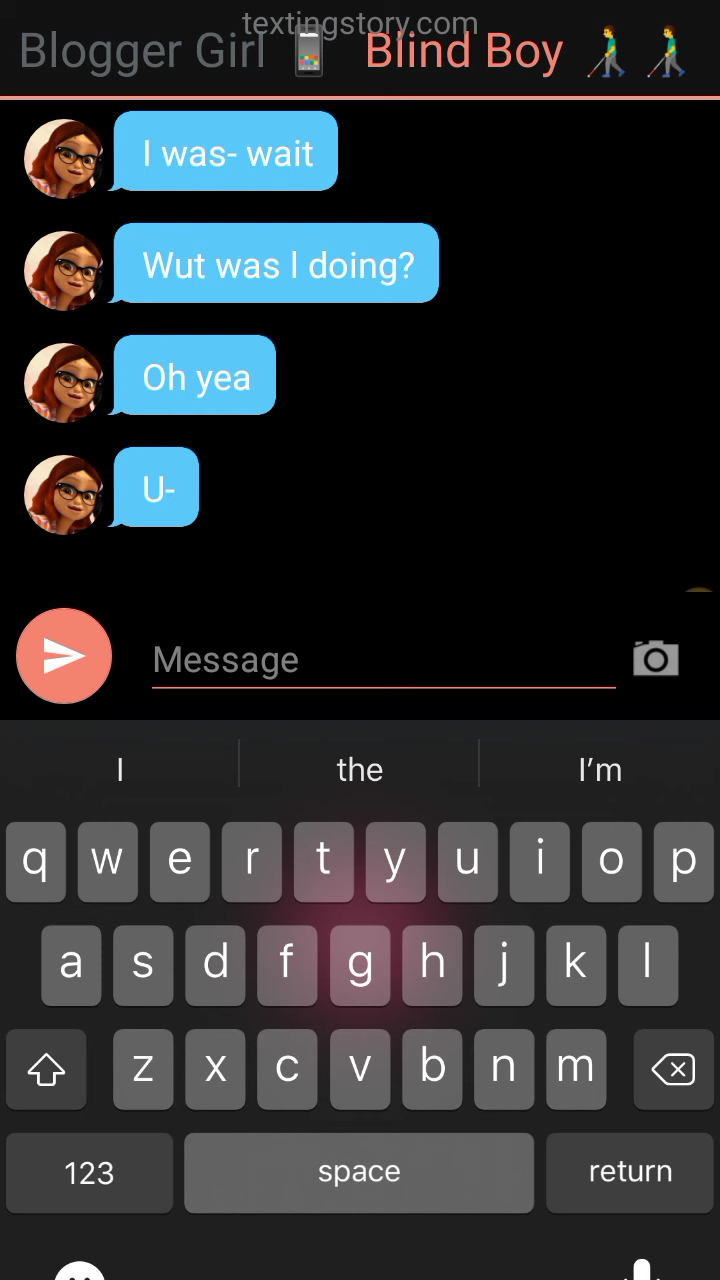 textingstory.com
Blogger Girl 📱 Blind Boy 👨‍🦯 👨‍🦯
I was- wait
Wut was I doing?
Oh yea
U-
Message
I the I’m
q w e r t y u i o p
a s d f g h j k l
z x c v b n m
123 space return